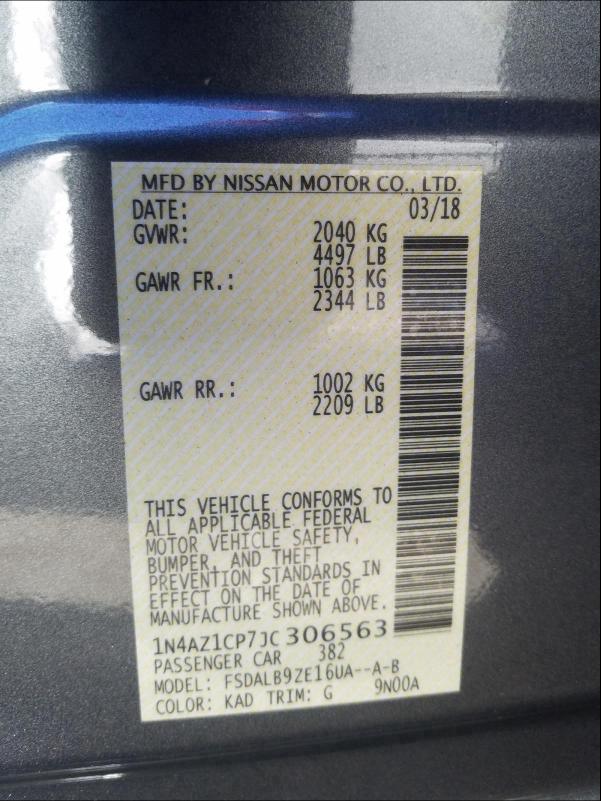 MFD BY NISSAN MOTOR CO., LTD.
DATE: 03/18
GVWR: 2040 KG
4497 LB
GAWR FR.: 1063 KG
2344 LB
GAWR RR.: 1002 KG
2209 LB
THIS VEHICLE CONFORMS TO
ALL APPLICABLE FEDERAL
MOTOR VEHICLE SAFETY,
BUMPER, AND THEFT
PREVENTION STANDARDS IN
EFFECT ON THE DATE OF
MANUFACTURE SHOWN ABOVE.
1N4AZ1CP7JC306563
PASSENGER CAR 382
MODEL: FSDALB9ZE16UA--A-B
COLOR: KAD TRIM: G 9N00A